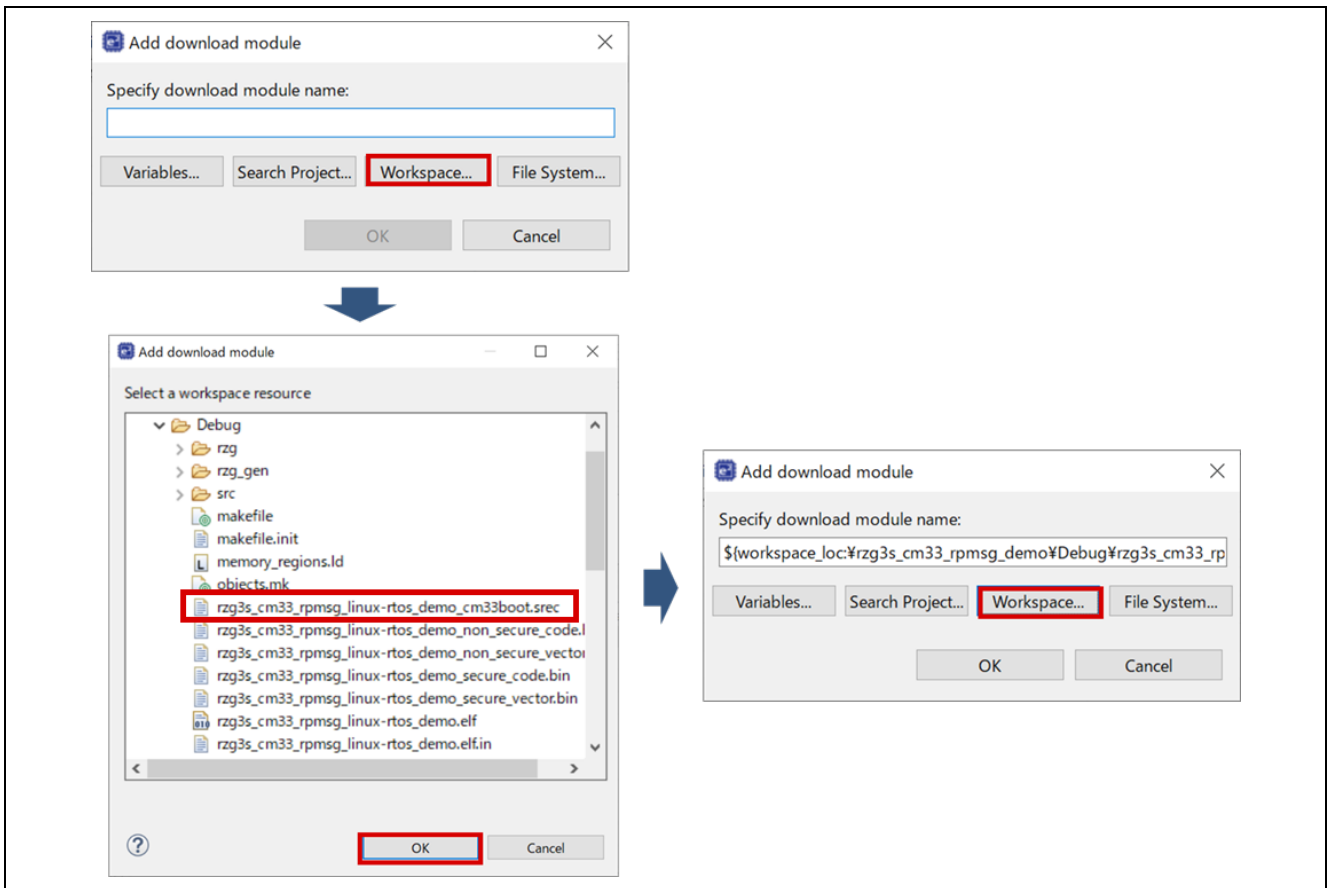 Add download module
Specify download module name:
Variables... Search Project... Workspace... File System...
OK Cancel
Add download module
Select a workspace resource
Debug
rzg
rzg_gen
src
makefile
makefile.init
memory_regions.ld
objects.mk
rzg3s_cm33_rpmsg_linux-rtos_demo_cm33boot.srec
rzg3s_cm33_rpmsg_linux-rtos_demo_non_secure_code.
rzg3s_cm33_rpmsg_linux-rtos_demo_non_secure_vector
rzg3s_cm33_rpmsg_linux-rtos_demo_secure_code.bin
rzg3s_cm33_rpmsg_linux-rtos_demo_secure_vector.bin
rzg3s_cm33_rpmsg_linux-rtos_demo.elf
rzg3s_cm33_rpmsg_linux-rtos_demo.elf.in
OK Cancel
Add download module
Specify download module name:
${workspace_loc:¥rzg3s_cm33_rpmsg_demo¥Debug¥rzg3s_cm33_rp
Variables... Search Project... Workspace... File System...
OK Cancel